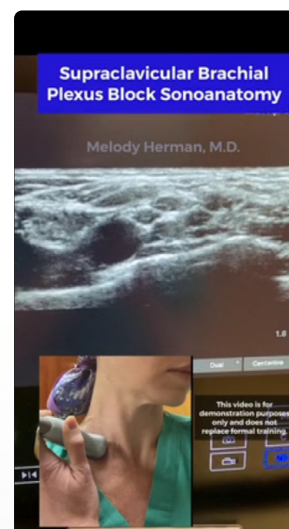 Supraclavicular Brachial
Plexus Block Sonoanatomy
Melody Herman, M.D.
1.8
Dual
Centerline
This video is for
demonstration purposes
only and does not
replace formal training.